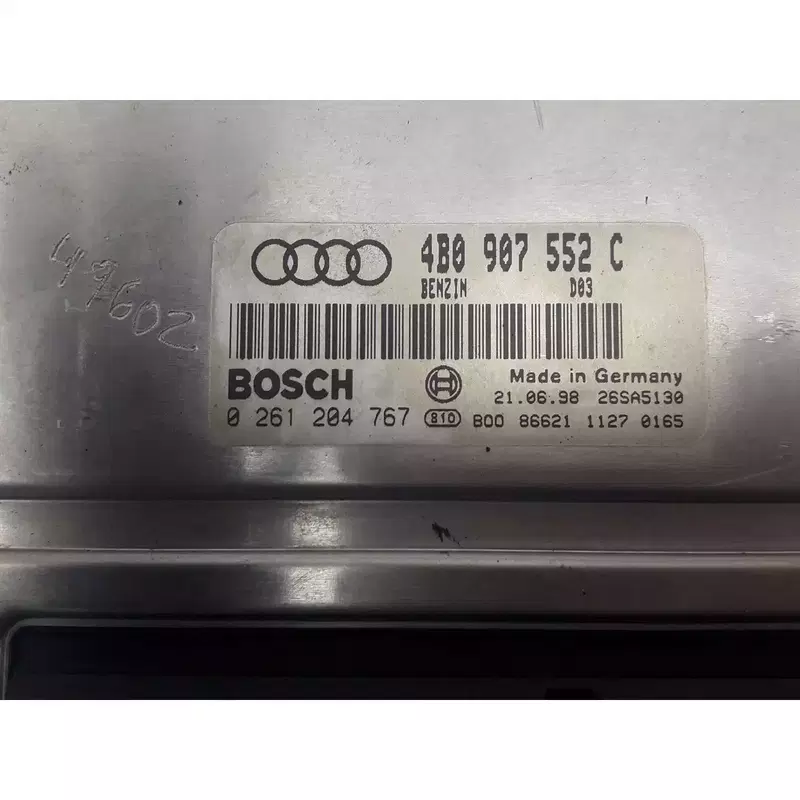 4B0 907 552 C
BENZIN D03
49602
BOSCH
Made in Germany
21.06.98 26SA5130
0 261 204 767 810 B00 86621 1127 0165